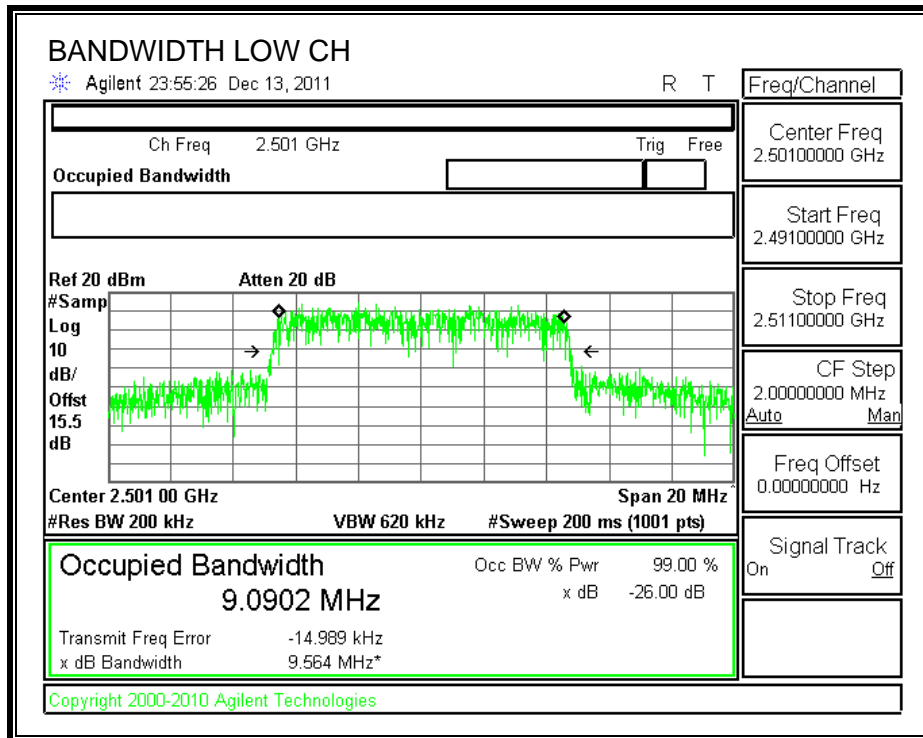 BANDWIDTH LOW CH
Agilent 23:55:26 Dec 13, 2011 R T
Freq/Channel
Ch Freq 2.501 GHz Trig Free
Occupied Bandwidth
Center Freq
2.50100000 GHz
Start Freq
2.49100000 GHz
Stop Freq
2.51100000 GHz
CF Step
2.00000000 MHz
Auto Man
Freq Offset
0.00000000 Hz
Signal Track
On Off
Ref 20 dBm Atten 20 dB
#Samp
Log
10
dB/
Offst
15.5
dB
Center 2.501 00 GHz Span 20 MHz^
#Res BW 200 kHz VBW 620 kHz #Sweep 200 ms (1001 pts)
Occupied Bandwidth
9.0902 MHz
Occ BW % Pwr 99.00 %
x dB -26.00 dB
Transmit Freq Error -14.989 kHz
x dB Bandwidth 9.564 MHz*
Copyright 2000-2010 Agilent Technologies